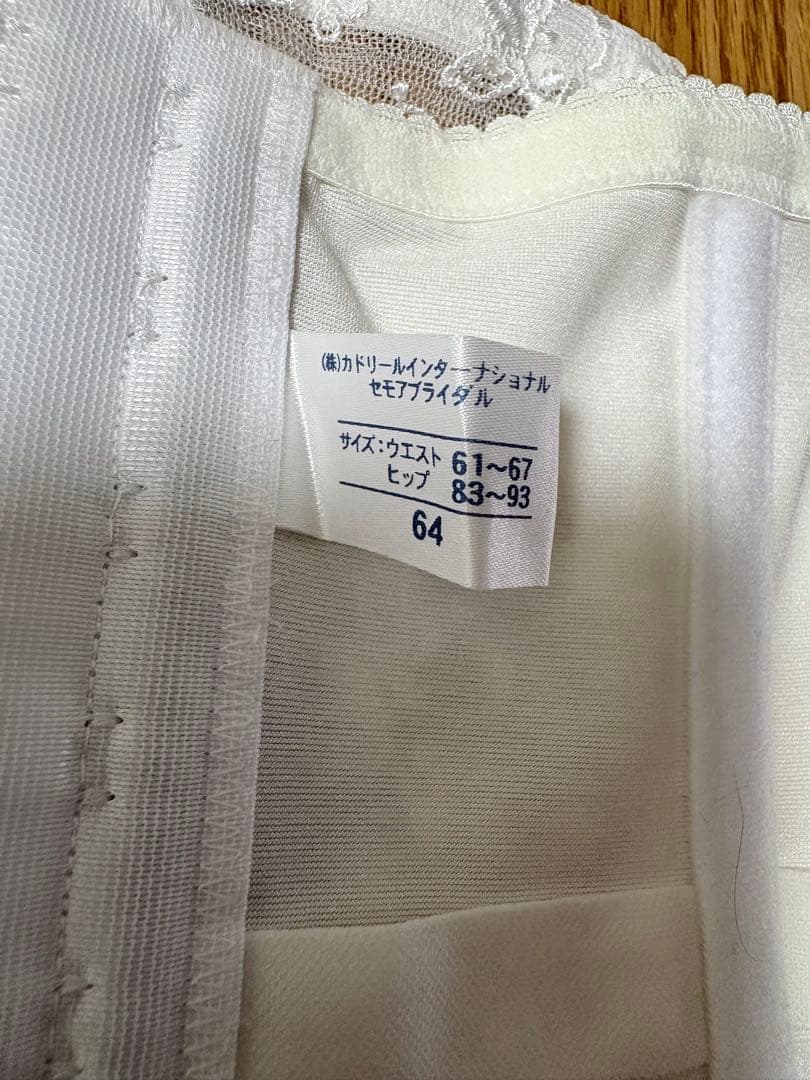 (株)カドリールインターナショナル
セモアブライダル
サイズ:ウエスト 61～67
ヒップ 83～93
64